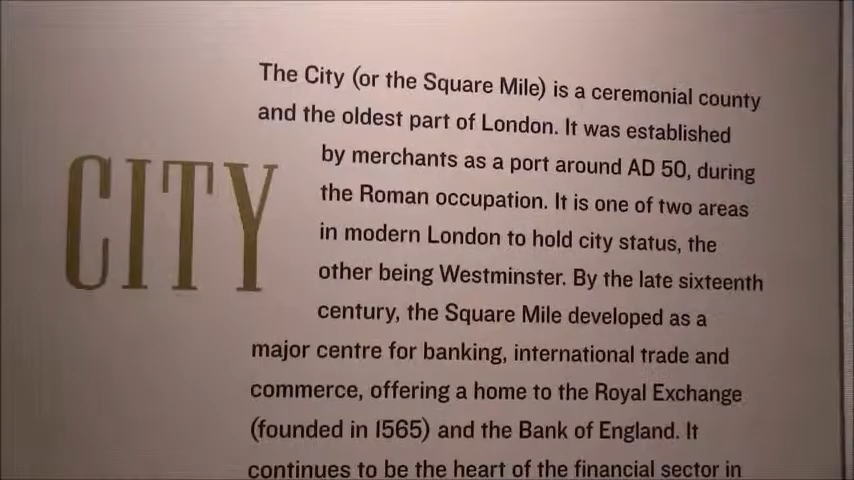 The City (or the Square Mile) is a ceremonial county
and the oldest part of London. It was established
CITY
by merchants as a port around AD 50, during
the Roman occupation. It is one of two areas
in modern London to hold city status, the
other being Westminster. By the late sixteenth
century, the Square Mile developed as a
major centre for banking, international trade and
commerce, offering a home to the Royal Exchange
(founded in 1565) and the Bank of England. It
continues to be the heart of the financial sector in